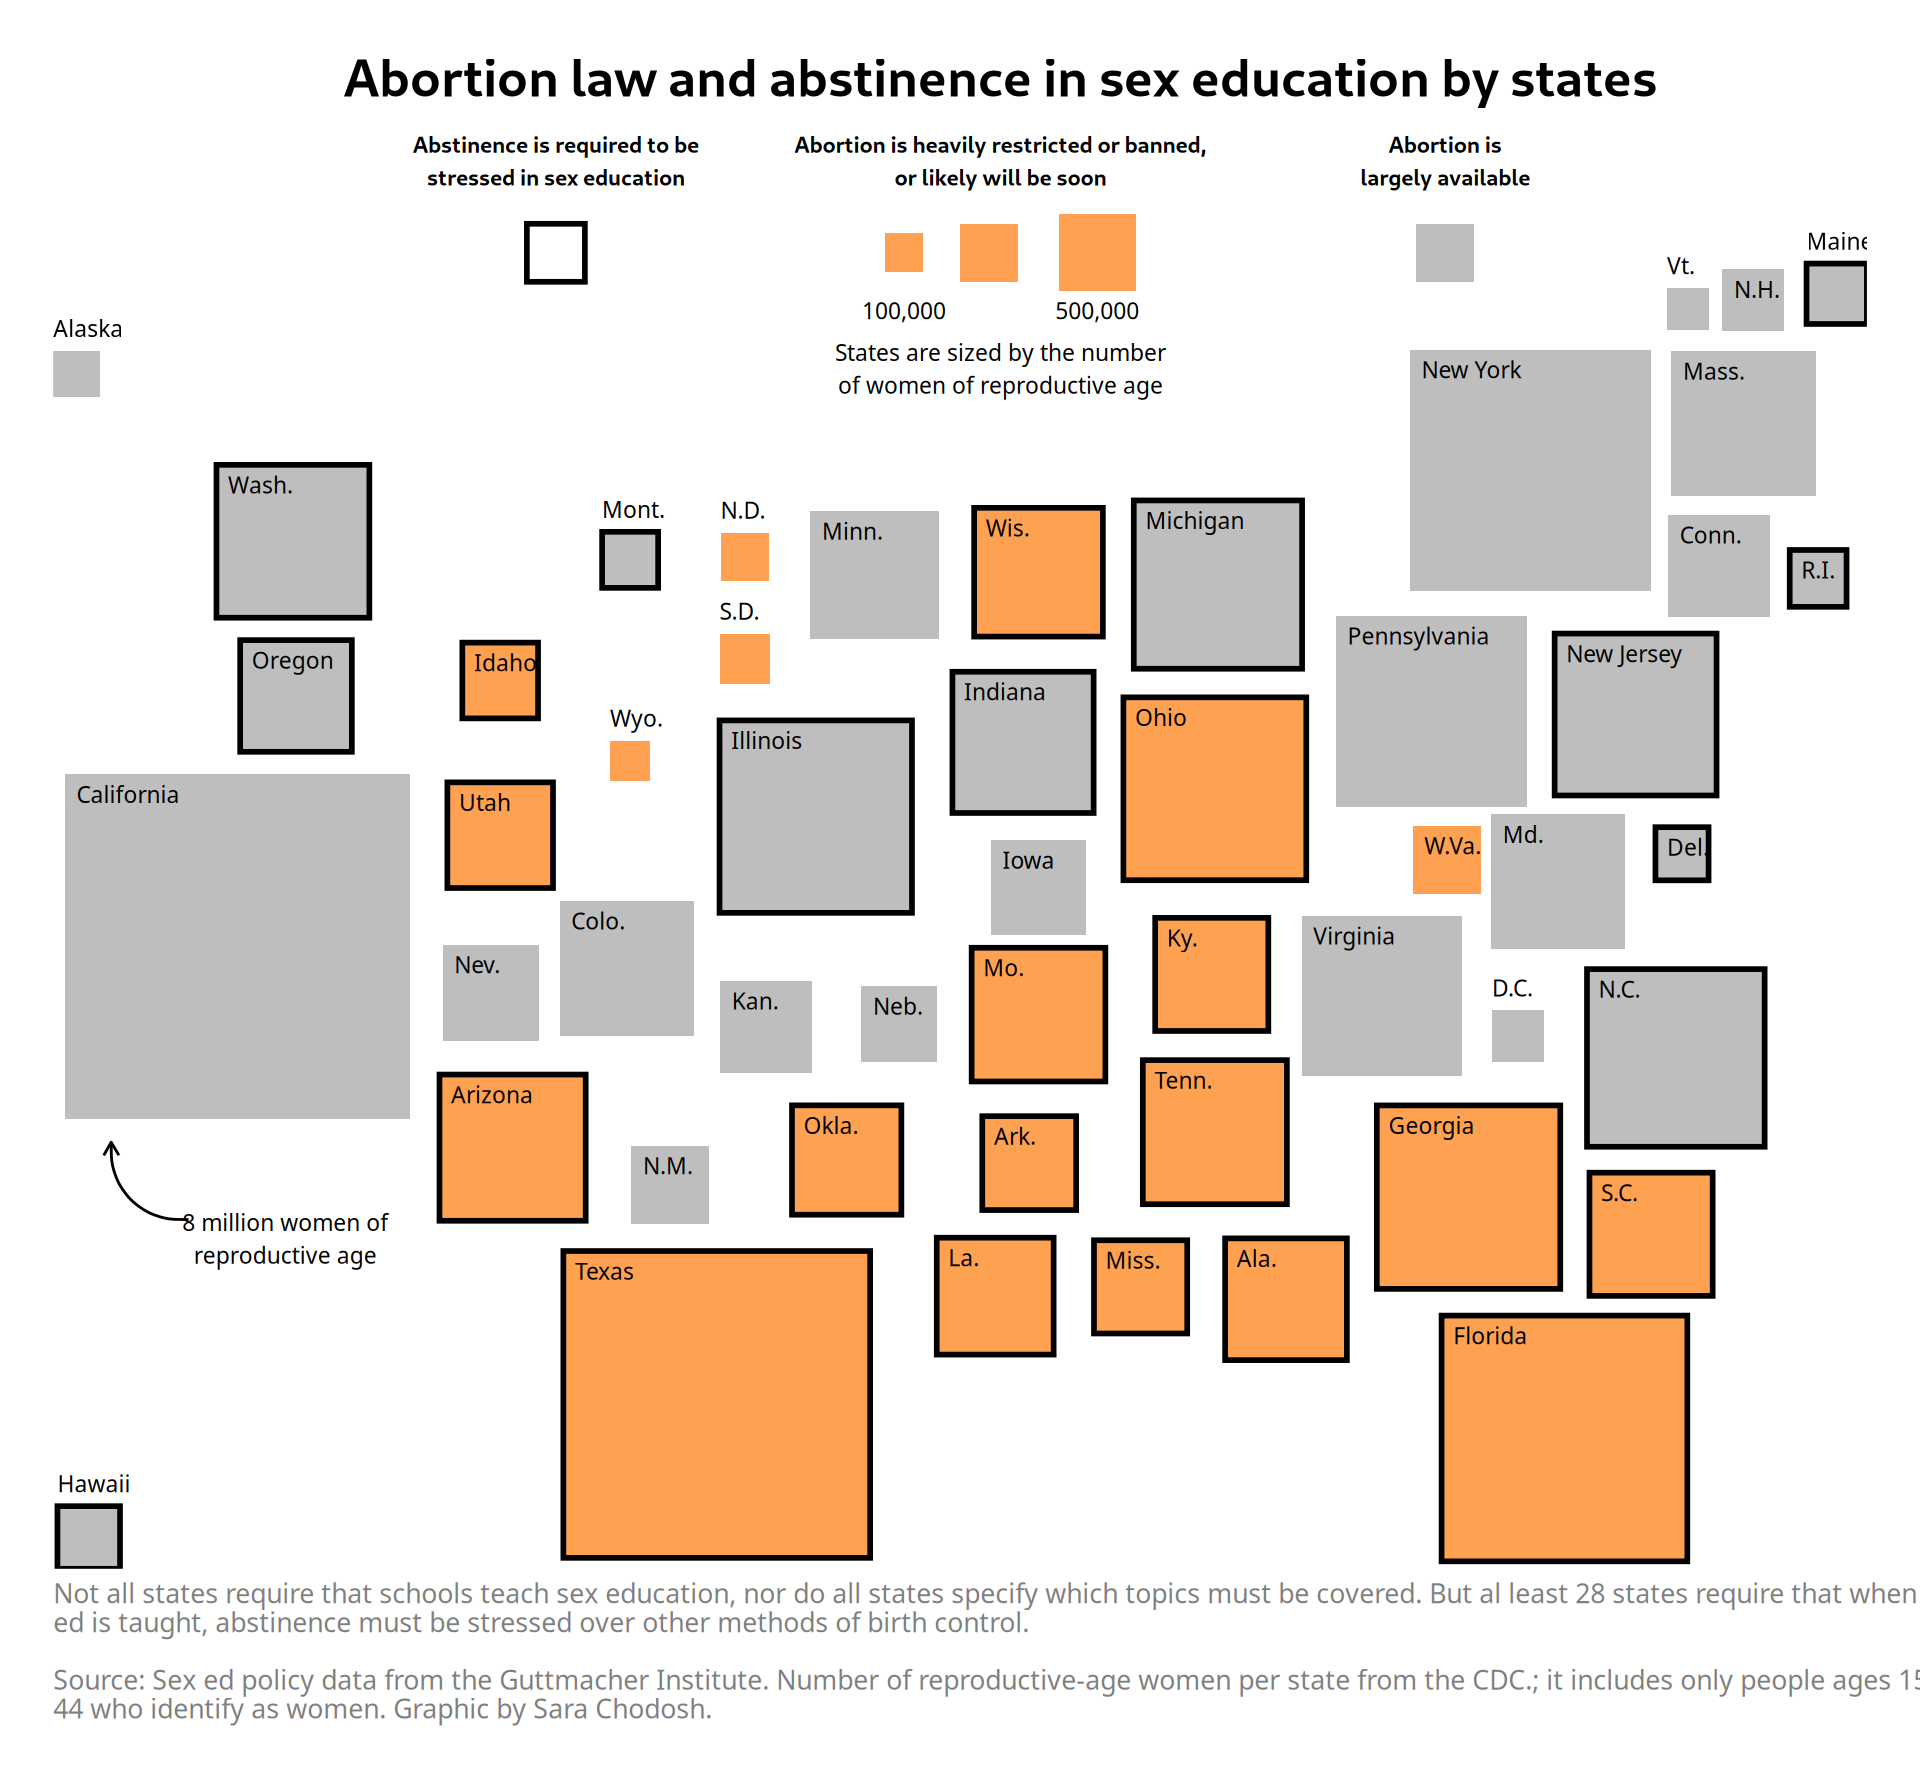 Abortion law and abstinence in sex education by states
Abstinence is required to be
stressed in sex education
Abortion is heavily restricted or banned,
or likely will be soon
Abortion is
largely available
100,000
500,000
States are sized by the number
of women of reproductive age
Maine
Vt.
N.H.
Alaska
New York
Mass.
Wash.
Mont.
N.D.
Minn.
Wis.
Michigan
Conn.
R.I.
S.D.
Pennsylvania
New Jersey
Oregon
Idaho
Indiana
Wyo.
Illinois
Ohio
California
Utah
W.Va.
Md.
Del.
Iowa
Colo.
Ky.
Virginia
Nev.
Mo.
Kan.
Neb.
D.C.
N.C.
Arizona
Tenn.
Okla.
Ark.
Georgia
N.M.
S.C.
8 million women of
reproductive age
Texas
La.
Miss.
Ala.
Florida
Hawaii
Not all states require that schools teach sex education, nor do all states specify which topics must be covered. But al least 28 states require that when
ed is taught, abstinence must be stressed over other methods of birth control.
Source: Sex ed policy data from the Guttmacher Institute. Number of reproductive-age women per state from the CDC.; it includes only people ages 15
44 who identify as women. Graphic by Sara Chodosh.